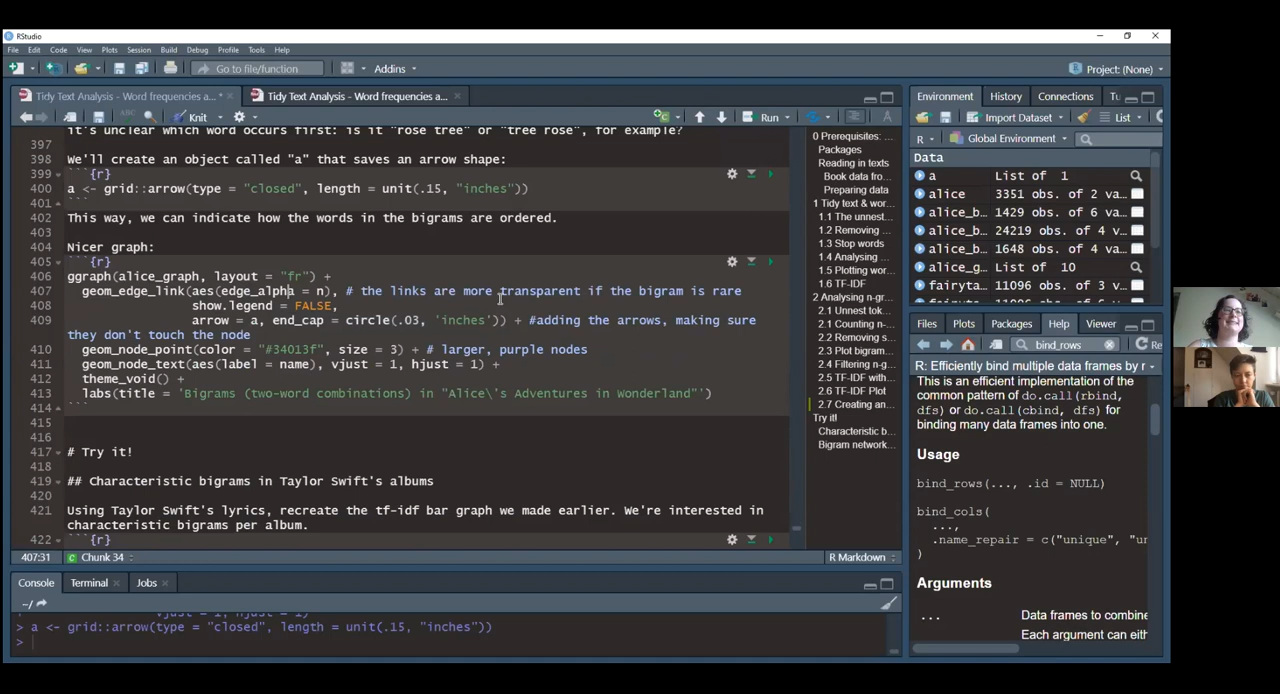 RStudio
File Edit Code View Plots Session Build Debug Profile Tools Help
Go to file/function Addins Project: (None)
Tidy Text Analysis - Word frequencies a... * Tidy Text Analysis - Word frequencies a...
Knit Run
it's unclear which word occurs first: is it "rose tree" or "tree rose", for example?
397
398 We'll create an object called "a" that saves an arrow shape:
399 ```{r}
400 a <- grid::arrow(type = "closed", length = unit(.15, "inches"))
401 ```
402 This way, we can indicate how the words in the bigrams are ordered.
403
404 Nicer graph:
405 ```{r}
406 ggraph(alice_graph, layout = "fr") +
407 geom_edge_link(aes(edge_alpha = n), # the links are more transparent if the bigram is rare
408 show.legend = FALSE,
409 arrow = a, end_cap = circle(.03, 'inches')) + #adding the arrows, making sure
they don't touch the node
410 geom_node_point(color = "#34013f", size = 3) + # larger, purple nodes
411 geom_node_text(aes(label = name), vjust = 1, hjust = 1) +
412 theme_void() +
413 labs(title = 'Bigrams (two-word combinations) in "Alice\'s Adventures in Wonderland"')
414 ```
415
416
417 # Try it!
418
419 ## Characteristic bigrams in Taylor Swift's albums
420
421 Using Taylor Swift's lyrics, recreate the tf-idf bar graph we made earlier. We're interested in
characteristic bigrams per album.
422 ```{r}
407:31 Chunk 34 R Markdown
0 Prerequisites: ...
Packages
Reading in texts
Book data fro...
Preparing data
1 Tidy text & wor...
1.1 The unnest...
1.2 Removing ...
1.3 Stop words
1.4 Analysing ...
1.5 Plotting wor...
2 Analysing n-gr...
2.1 Unnest tok...
2.1 Counting n-...
2.2 Removing s...
2.3 Plot bigram...
2.4 Filtering n-...
2.5 TF-IDF with...
2.6 TF-IDF Plot
2.7 Creating an...
Try it!
Characteristic b...
Bigram network...
Console Terminal Jobs
~/
> a <- grid::arrow(type = "closed", length = unit(.15, "inches"))
>
Environment History Connections Tu
Import Dataset List
R Global Environment
Data
a List of 1
alice 3351 obs. of 2 va...
alice_b... 1429 obs. of 6 va...
alice_b... 24219 obs. of 4 va...
alice_b... 1648 obs. of 4 va...
alice_g... List of 10
fairyta... 11096 obs. of 3 va...
Files Plots Packages Help Viewer
bind_rows Re
R: Efficiently bind multiple data frames by r
This is an efficient implementation of the
common pattern of do.call(rbind,
dfs) or do.call(cbind, dfs) for
binding many data frames into one.
Usage
bind_rows(..., .id = NULL)
bind_cols(
...,
.name_repair = c("unique", "un
)
Arguments
... Data frames to combine
Each argument can eith